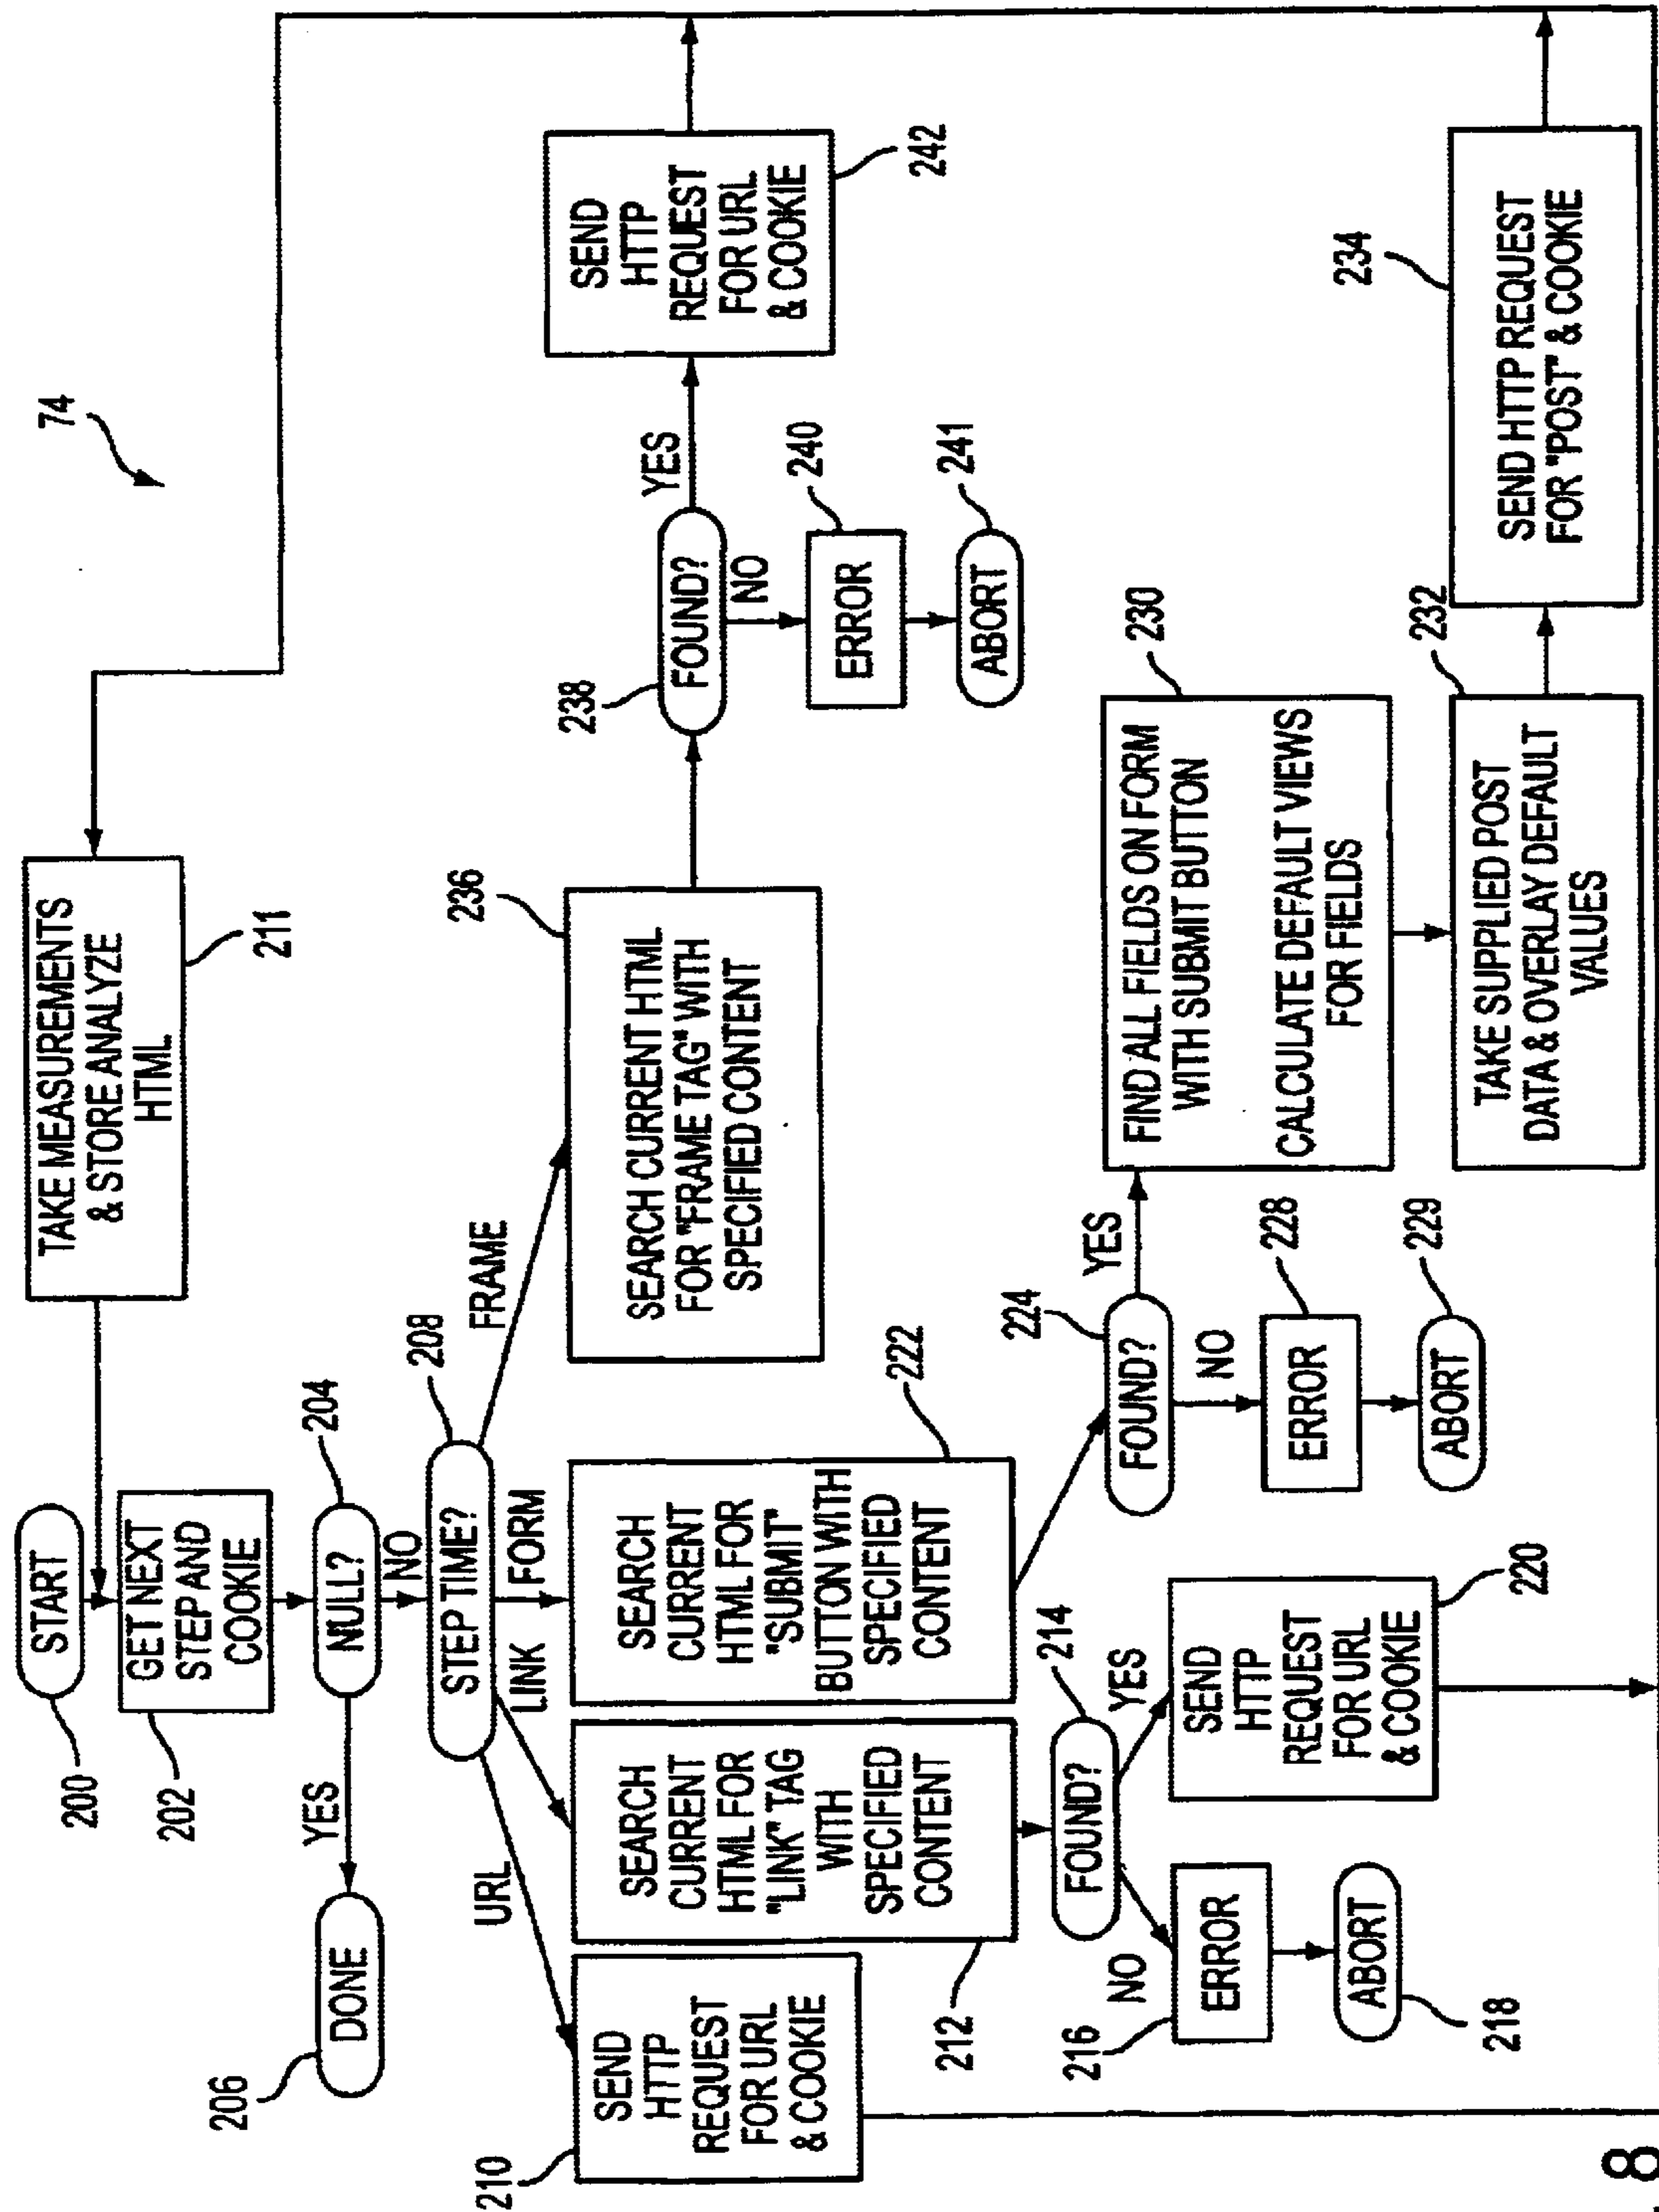 74
200
START
202
GET NEXT
STEP AND
COOKIE
204
NULL?
YES
NO
206
DONE
TAKE MEASUREMENTS
& STORE ANALYZE
HTML
211
208
STEP TIME?
URL
LINK
FORM
FRAME
210
SEND
HTTP
REQUEST
FOR URL
& COOKIE
SEARCH
CURRENT
HTML FOR
"LINK" TAG
WITH
SPECIFIED
CONTENT
212
SEARCH
CURRENT
HTML FOR
"SUBMIT"
BUTTON WITH
SPECIFIED
CONTENT
222
236
SEARCH CURRENT HTML
FOR "FRAME TAG" WITH
SPECIFIED CONTENT
238
FOUND?
YES
NO
240
ERROR
241
ABORT
SEND
HTTP
REQUEST
FOR URL
& COOKIE
242
214
FOUND?
NO
YES
216
ERROR
218
ABORT
SEND
HTTP
REQUEST
FOR URL
& COOKIE
220
224
FOUND?
YES
NO
228
ERROR
229
ABORT
230
FIND ALL FIELDS ON FORM
WITH SUBMIT BUTTON
CALCULATE DEFAULT VIEWS
FOR FIELDS
232
TAKE SUPPLIED POST
DATA & OVERLAY DEFAULT
VALUES
234
SEND HTTP REQUEST
FOR "POST" & COOKIE
8